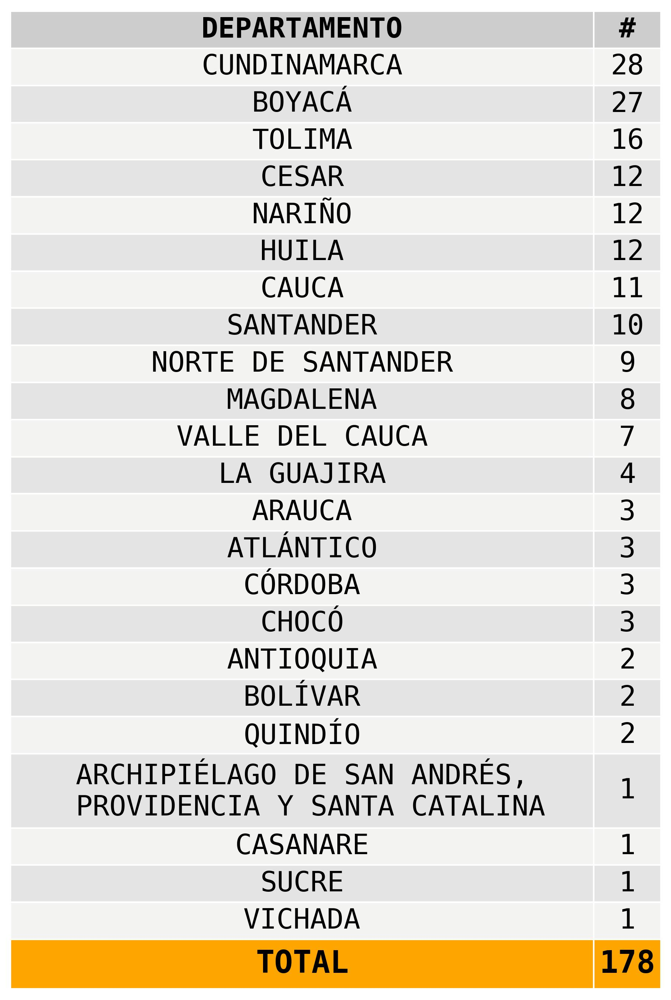 DEPARTAMENTO #
CUNDINAMARCA 28
BOYACÁ 27
TOLIMA 16
CESAR 12
NARIÑO 12
HUILA 12
CAUCA 11
SANTANDER 10
NORTE DE SANTANDER 9
MAGDALENA 8
VALLE DEL CAUCA 7
LA GUAJIRA 4
ARAUCA 3
ATLÁNTICO 3
CÓRDOBA 3
CHOCÓ 3
ANTIOQUIA 2
BOLÍVAR 2
QUINDÍO 2
ARCHIPIÉLAGO DE SAN ANDRÉS,
PROVIDENCIA Y SANTA CATALINA 1
CASANARE 1
SUCRE 1
VICHADA 1
TOTAL 178